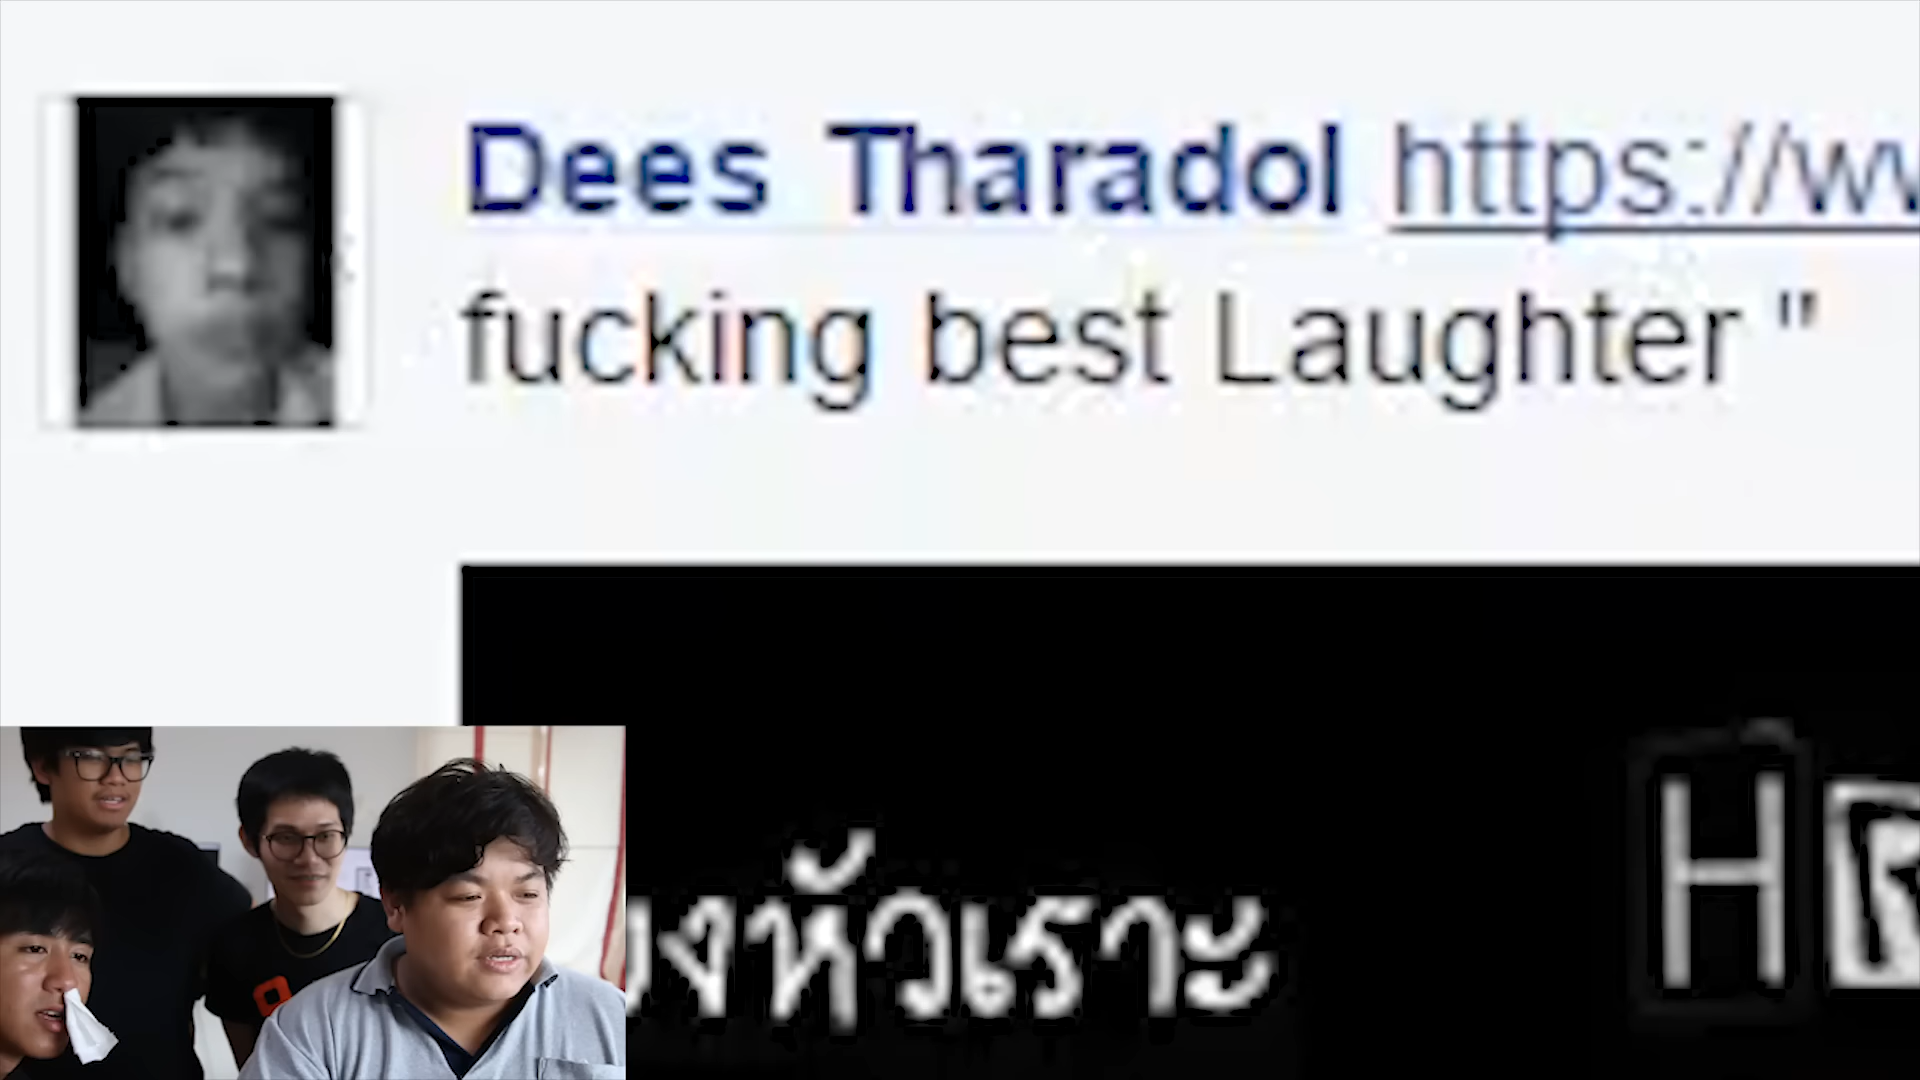 Dees Tharadol https://w
fucking best Laughter "
งหัวเราะ
H